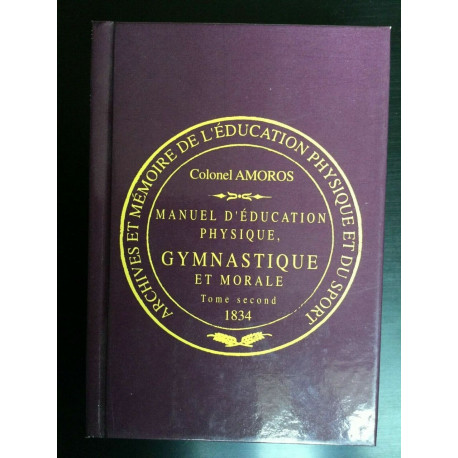 ARCHIVES ET MÉMOIRE DE L'ÉDUCATION PHYSIQUE ET DU SPORT
Colonel AMOROS
MANUEL D'ÉDUCATION
PHYSIQUE,
GYMNASTIQUE
ET MORALE
Tome second
1834